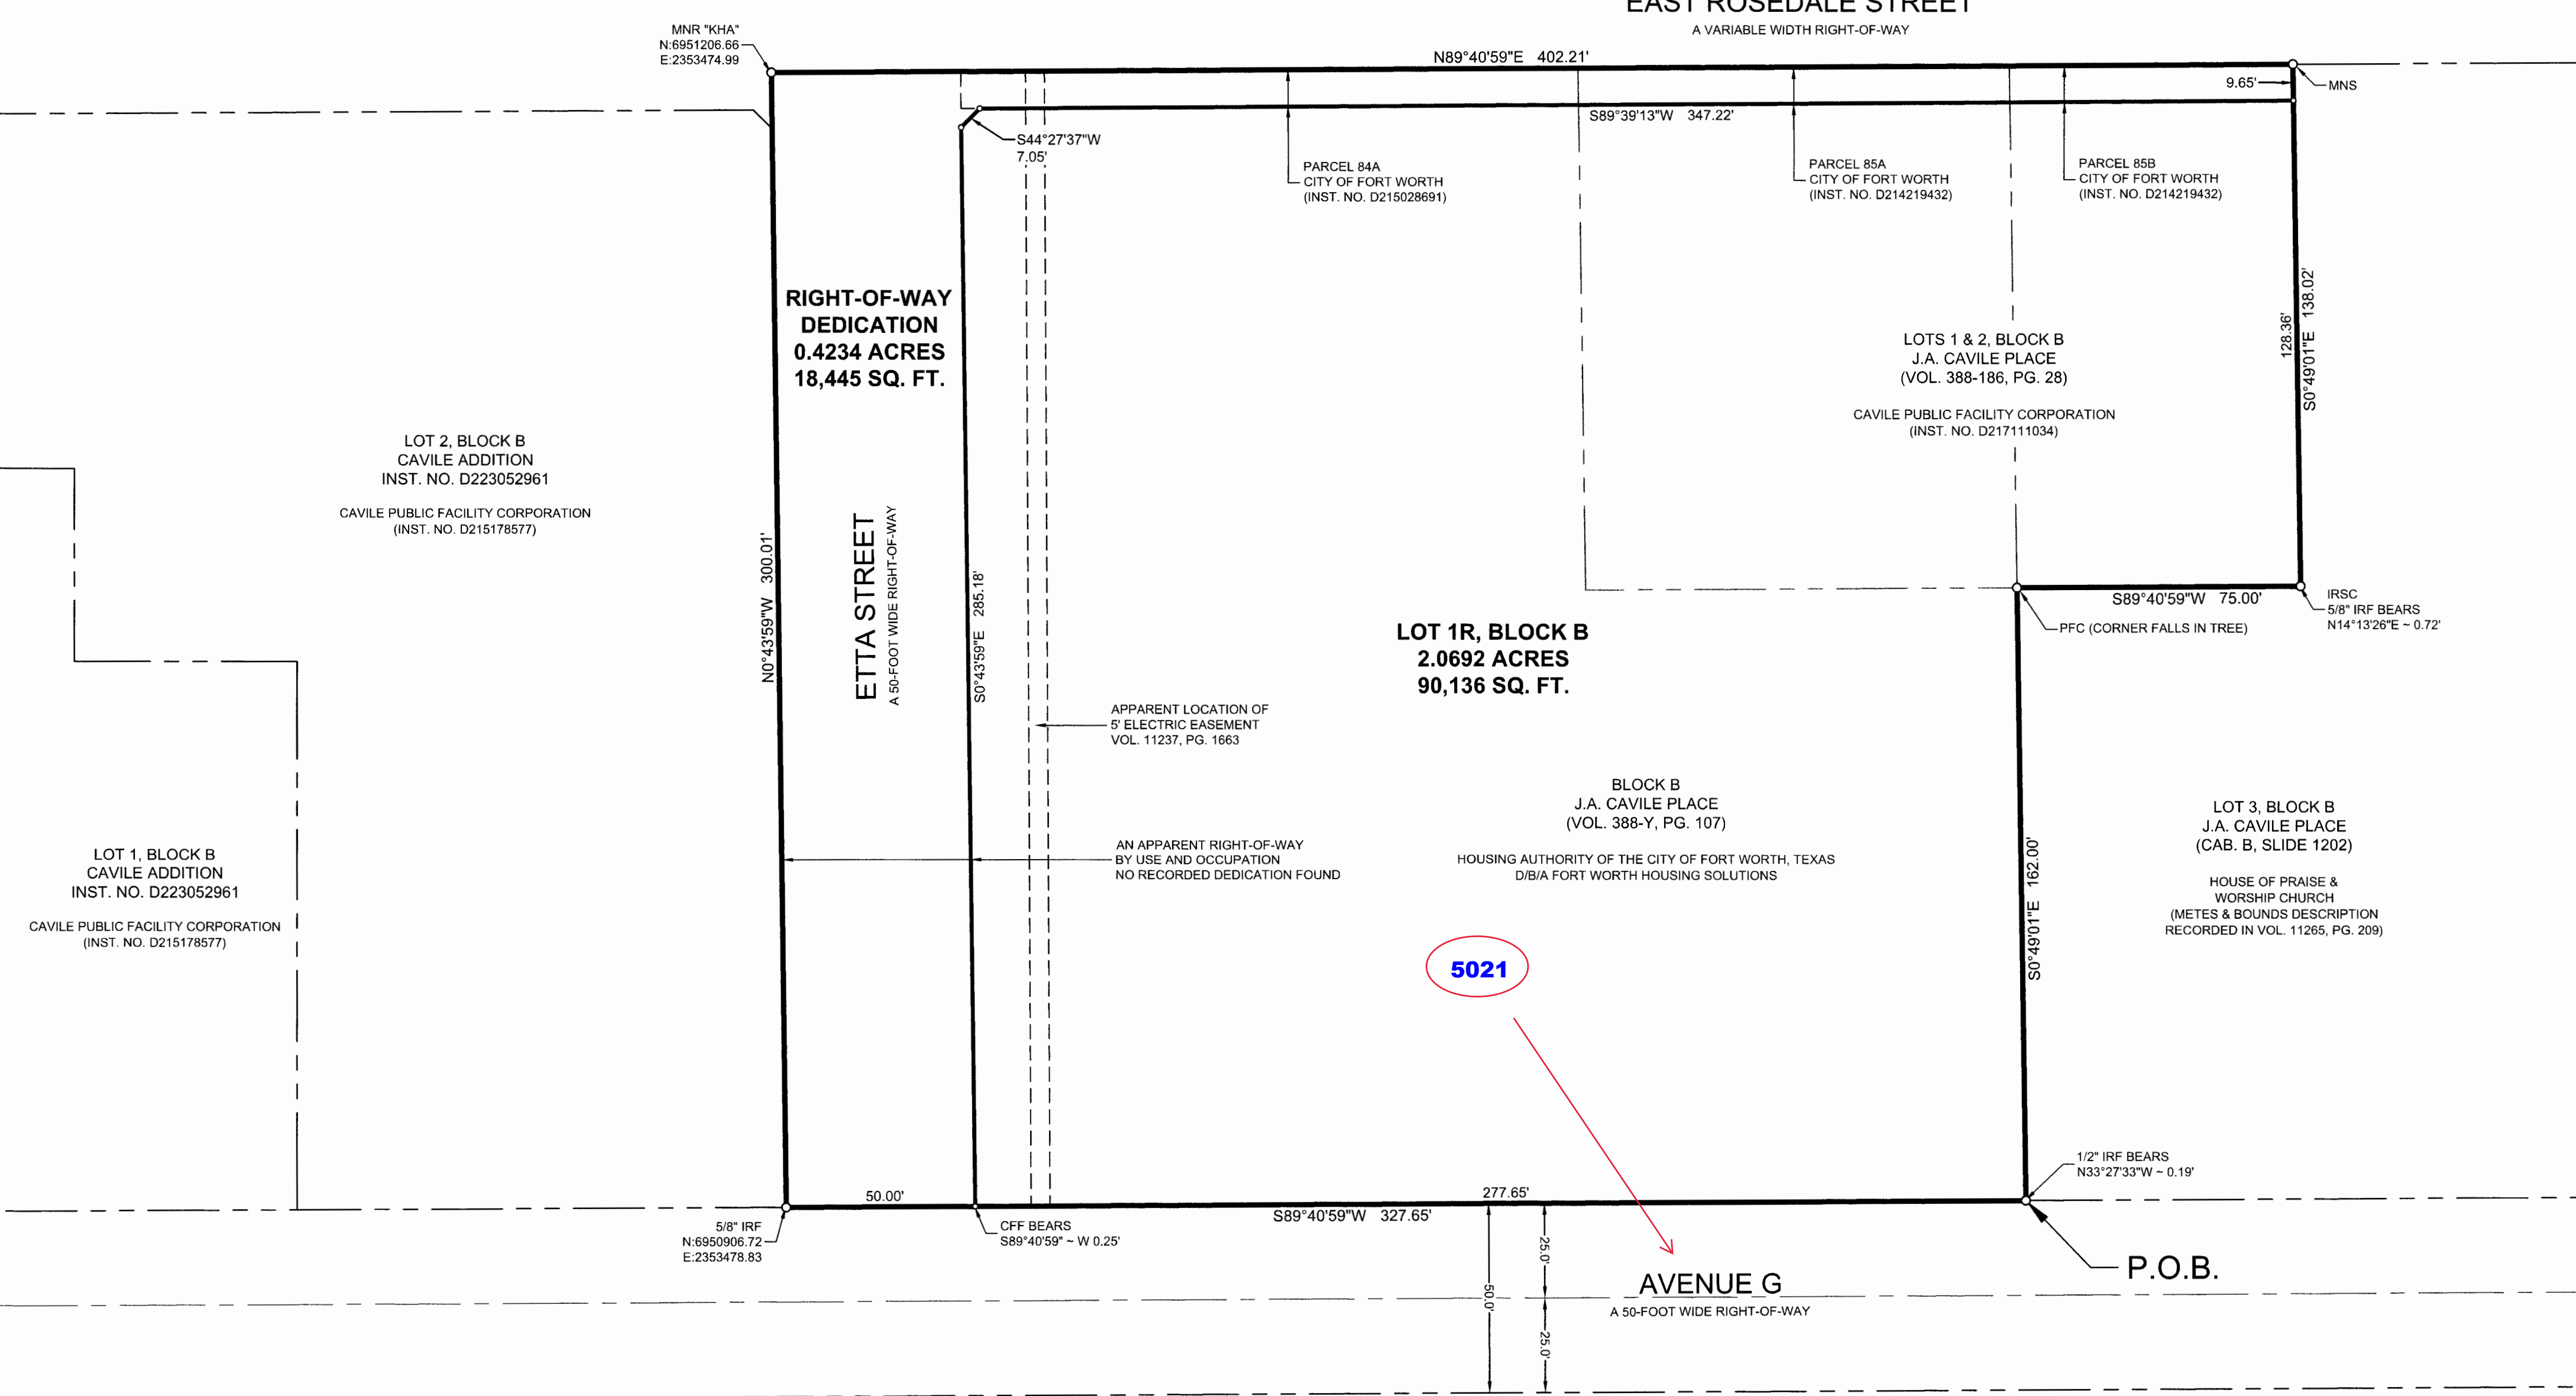 EAST ROSEDALE STREET
A VARIABLE WIDTH RIGHT-OF-WAY
MNR "KHA"
N:6951206.66
E:2353474.99
N89°40'59"E 402.21'
9.65'
MNS
S89°39'13"W 347.22'
S44°27'37"W
7.05'
PARCEL 84A
CITY OF FORT WORTH
(INST. NO. D215028691)
PARCEL 85A
CITY OF FORT WORTH
(INST. NO. D214219432)
PARCEL 85B
CITY OF FORT WORTH
(INST. NO. D214219432)
RIGHT-OF-WAY
DEDICATION
0.4234 ACRES
18,445 SQ. FT.
128.36'
S0°49'01"E 138.02'
LOTS 1 & 2, BLOCK B
J.A. CAVILE PLACE
(VOL. 388-186, PG. 28)
CAVILE PUBLIC FACILITY CORPORATION
(INST. NO. D217111034)
LOT 2, BLOCK B
CAVILE ADDITION
INST. NO. D223052961
CAVILE PUBLIC FACILITY CORPORATION
(INST. NO. D215178577)
N0°43'59"W 300.01'
ETTA STREET
A 50-FOOT WIDE RIGHT-OF-WAY
S0°43'59"E 285.18'
S89°40'59"W 75.00'
IRSC
5/8" IRF BEARS
N14°13'26"E ~ 0.72'
PFC (CORNER FALLS IN TREE)
LOT 1R, BLOCK B
2.0692 ACRES
90,136 SQ. FT.
APPARENT LOCATION OF
5' ELECTRIC EASEMENT
VOL. 11237, PG. 1663
BLOCK B
J.A. CAVILE PLACE
(VOL. 388-Y, PG. 107)
HOUSING AUTHORITY OF THE CITY OF FORT WORTH, TEXAS
D/B/A FORT WORTH HOUSING SOLUTIONS
AN APPARENT RIGHT-OF-WAY
BY USE AND OCCUPATION
NO RECORDED DEDICATION FOUND
LOT 1, BLOCK B
CAVILE ADDITION
INST. NO. D223052961
CAVILE PUBLIC FACILITY CORPORATION
(INST. NO. D215178577)
S0°49'01"E 162.00'
LOT 3, BLOCK B
J.A. CAVILE PLACE
(CAB. B, SLIDE 1202)
HOUSE OF PRAISE &
WORSHIP CHURCH
(METES & BOUNDS DESCRIPTION
RECORDED IN VOL. 11265, PG. 209)
5021
1/2" IRF BEARS
N33°27'33"W ~ 0.19'
50.00'
277.65'
S89°40'59"W 327.65'
5/8" IRF
N:6950906.72
E:2353478.83
CFF BEARS
S89°40'59" ~ W 0.25'
25.0'
50.0'
25.0'
P.O.B.
AVENUE G
A 50-FOOT WIDE RIGHT-OF-WAY